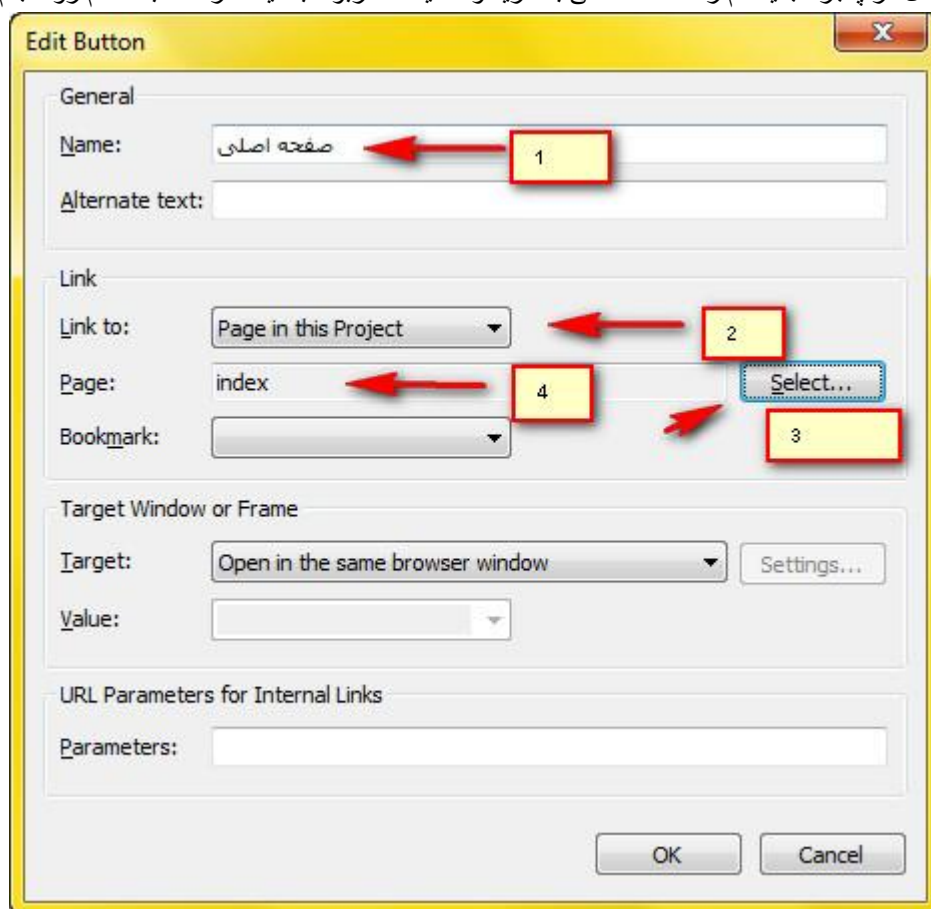 Edit Button
General
Name: صفحه اصلی
1
Alternate text:
Link
Link to: Page in this Project
2
Page: index
4
Select...
3
Bookmark:
Target Window or Frame
Target: Open in the same browser window
Settings...
Value:
URL Parameters for Internal Links
Parameters:
OK
Cancel